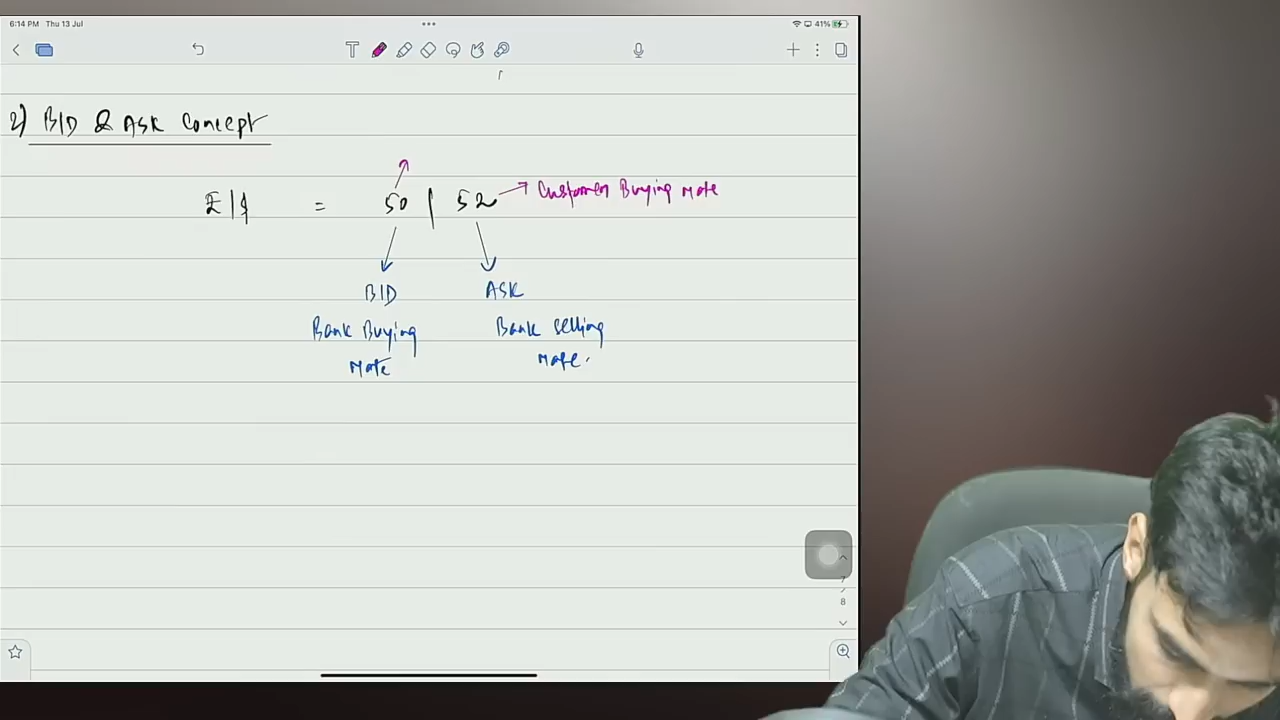 6:14 PM Thu 13 Jul
41%
2) BID & ASK Concept
₹|$ = 50 | 52 Customer Buying Rate
BID ASK
Bank Buying Bank Selling
Rate Rate.
7
8